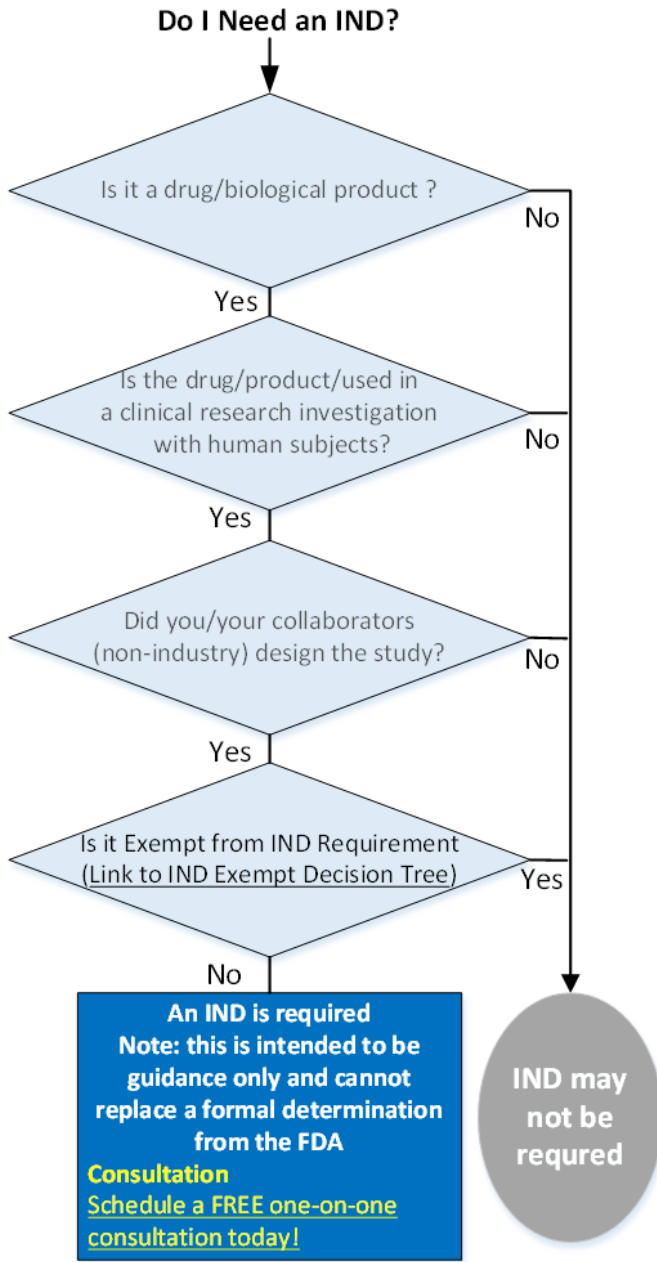 Do I Need an IND?
Is it a drug/biological product ?
No
Yes
Is the drug/product/used in
a clinical research investigation
with human subjects?
No
Yes
Did you/your collaborators
(non-industry) design the study?
No
Yes
Is it Exempt from IND Requirement
(Link to IND Exempt Decision Tree)
Yes
No
An IND is required
Note: this is intended to be
guidance only and cannot
replace a formal determination
from the FDA
Consultation
Schedule a FREE one-on-one
consultation today!
IND may
not be
requred